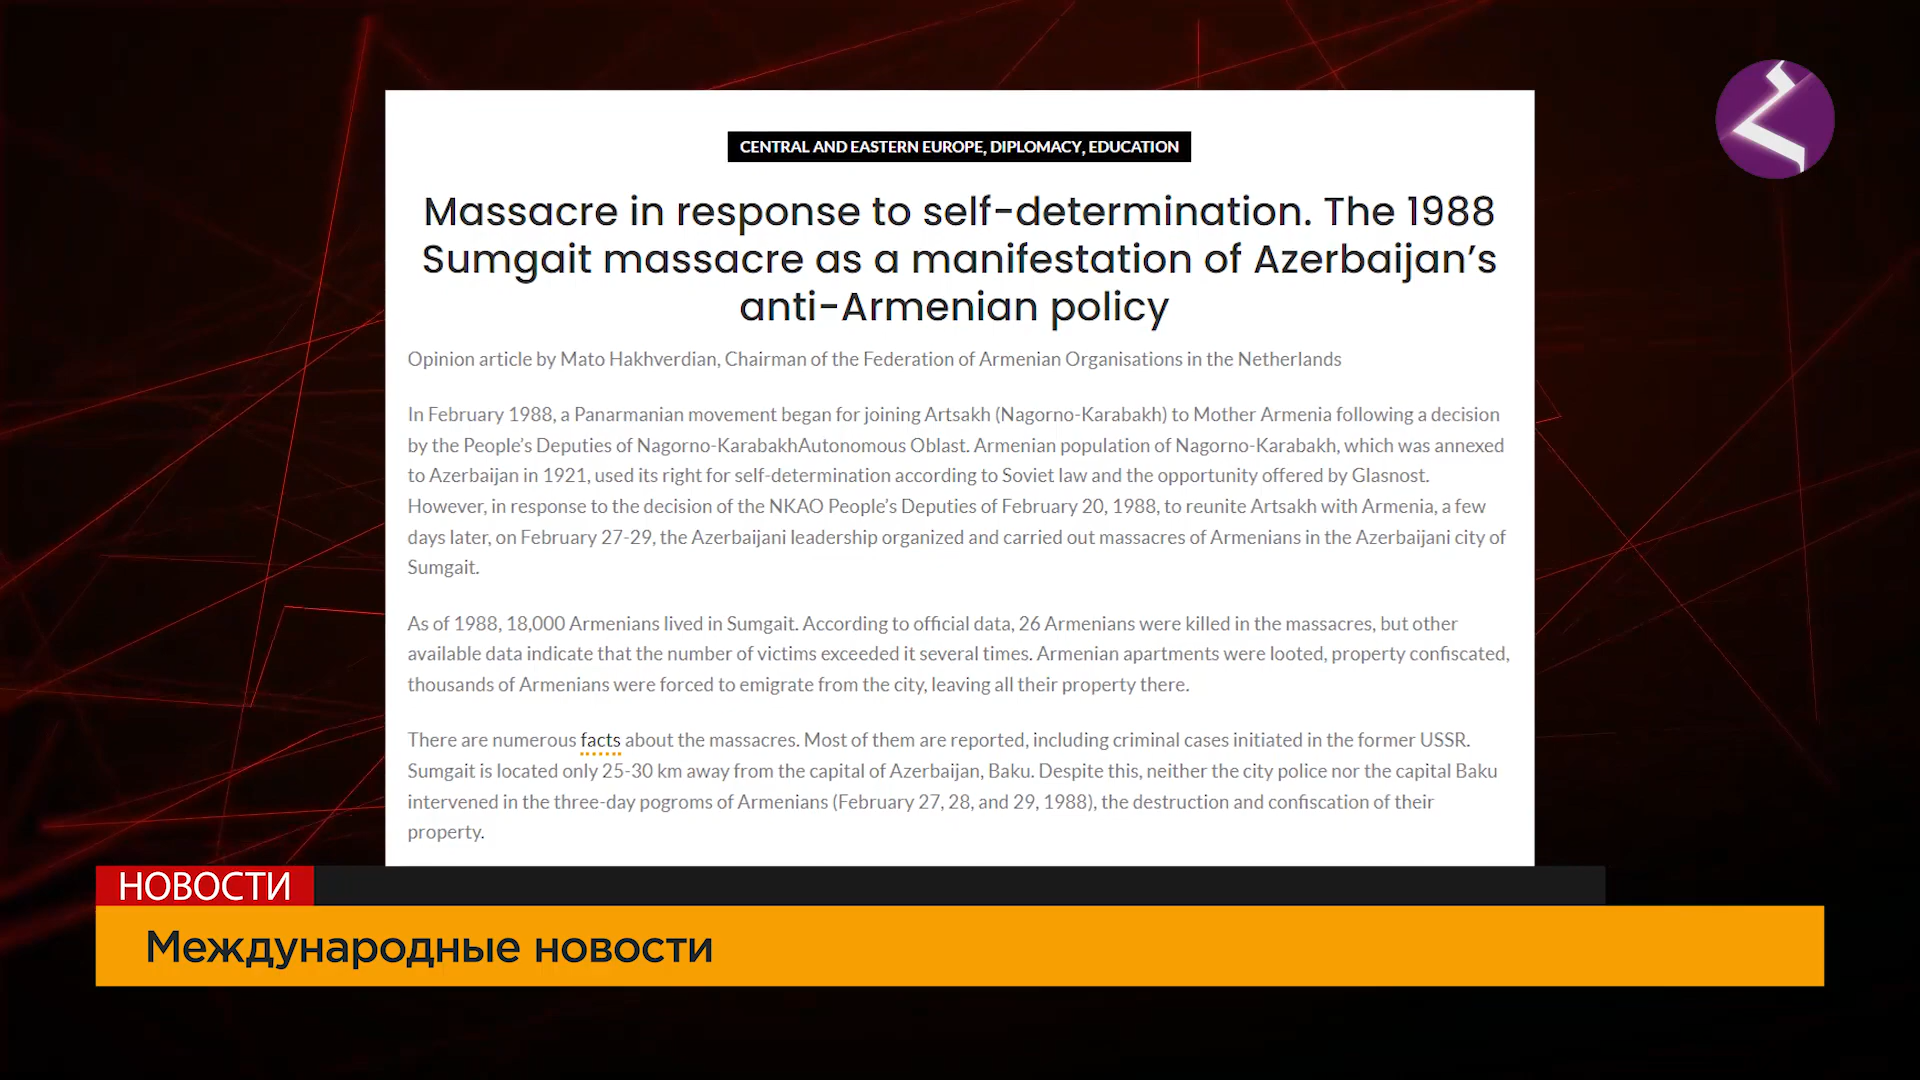 CENTRAL AND EASTERN EUROPE, DIPLOMACY, EDUCATION
Massacre in response to self-determination. The 1988
Sumgait massacre as a manifestation of Azerbaijan’s
anti-Armenian policy
Opinion article by Mato Hakhverdian, Chairman of the Federation of Armenian Organisations in the Netherlands
In February 1988, a Panarmanian movement began for joining Artsakh (Nagorno-Karabakh) to Mother Armenia following a decision
by the People’s Deputies of Nagorno-KarabakhAutonomous Oblast. Armenian population of Nagorno-Karabakh, which was annexed
to Azerbaijan in 1921, used its right for self-determination according to Soviet law and the opportunity offered by Glasnost.
However, in response to the decision of the NKAO People’s Deputies of February 20, 1988, to reunite Artsakh with Armenia, a few
days later, on February 27-29, the Azerbaijani leadership organized and carried out massacres of Armenians in the Azerbaijani city of
Sumgait.
As of 1988, 18,000 Armenians lived in Sumgait. According to official data, 26 Armenians were killed in the massacres, but other
available data indicate that the number of victims exceeded it several times. Armenian apartments were looted, property confiscated,
thousands of Armenians were forced to emigrate from the city, leaving all their property there.
There are numerous facts about the massacres. Most of them are reported, including criminal cases initiated in the former USSR.
Sumgait is located only 25-30 km away from the capital of Azerbaijan, Baku. Despite this, neither the city police nor the capital Baku
intervened in the three-day pogroms of Armenians (February 27, 28, and 29, 1988), the destruction and confiscation of their
property.
НОВОСТИ
Международные новости